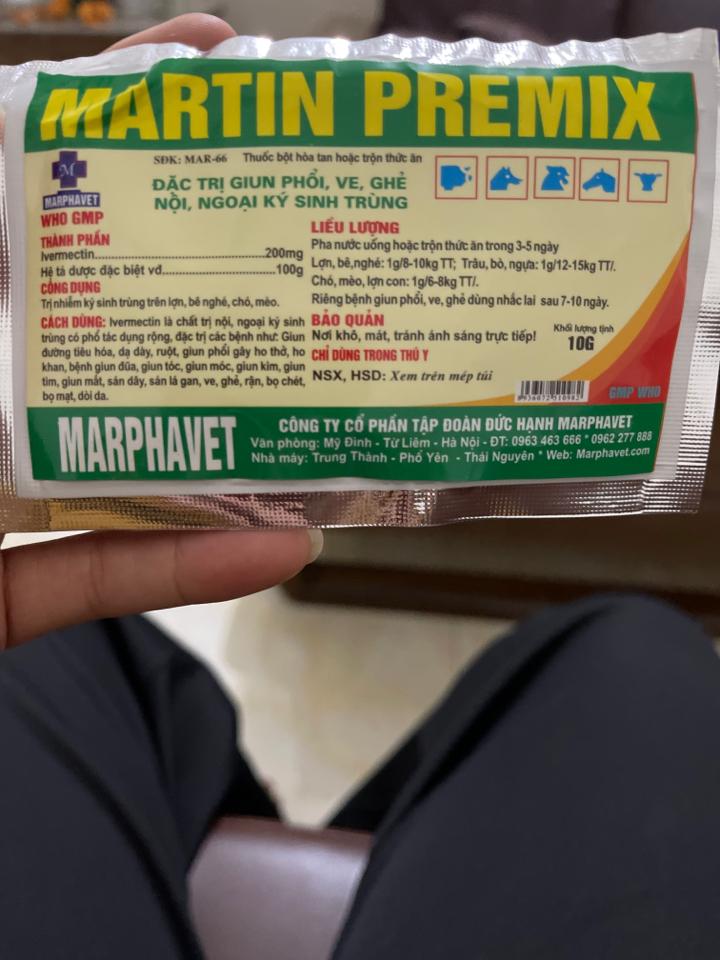 MARTIN PREMIX
SĐK: MAR-66 Thuốc bột hòa tan hoặc trộn thức ăn
ĐẶC TRỊ GIUN PHỔI, VE, GHẺ
NỘI, NGOẠI KÝ SINH TRÙNG
M
MARPHAVET
WHO GMP
THÀNH PHẦN
Ivermectin........................200mg
Hệ tá dược đặc biệt vđ........................100g
CÔNG DỤNG
Trị nhiễm ký sinh trùng trên lợn, bê nghé, chó, mèo.
CÁCH DÙNG: Ivermectin là chất trị nội, ngoại ký sinh
trùng có phổ tác dụng rộng, đặc trị các bệnh như: Giun
đường tiêu hóa, dạ dày, ruột, giun phổi gây ho thở, ho
khan, bệnh giun đũa, giun tóc, giun móc, giun kim, giun
tim, giun mắt, sán dây, sán lá gan, ve, ghẻ, rận, bọ chét,
bọ mạt, dòi da.
LIỀU LƯỢNG
Pha nước uống hoặc trộn thức ăn trong 3-5 ngày
Lợn, bê,nghé: 1g/8-10kg TT; Trâu, bò, ngựa: 1g/12-15kg TT/.
Chó, mèo, lợn con: 1g/6-8kg TT/.
Riêng bệnh giun phổi, ve, ghẻ dùng nhắc lại sau 7-10 ngày.
BẢO QUẢN
Nơi khô, mát, tránh ánh sáng trực tiếp!
CHỈ DÙNG TRONG THÚ Y
NSX, HSD: Xem trên mép túi
Khối lượng tịnh
10G
8 936072 510982
GMP WHO
MARPHAVET
CÔNG TY CỔ PHẦN TẬP ĐOÀN ĐỨC HẠNH MARPHAVET
Văn phòng: Mỹ Đình - Từ Liêm - Hà Nội - ĐT: 0963 463 666 * 0962 277 888
Nhà máy: Trung Thành - Phổ Yên - Thái Nguyên * Web: Marphavet.com